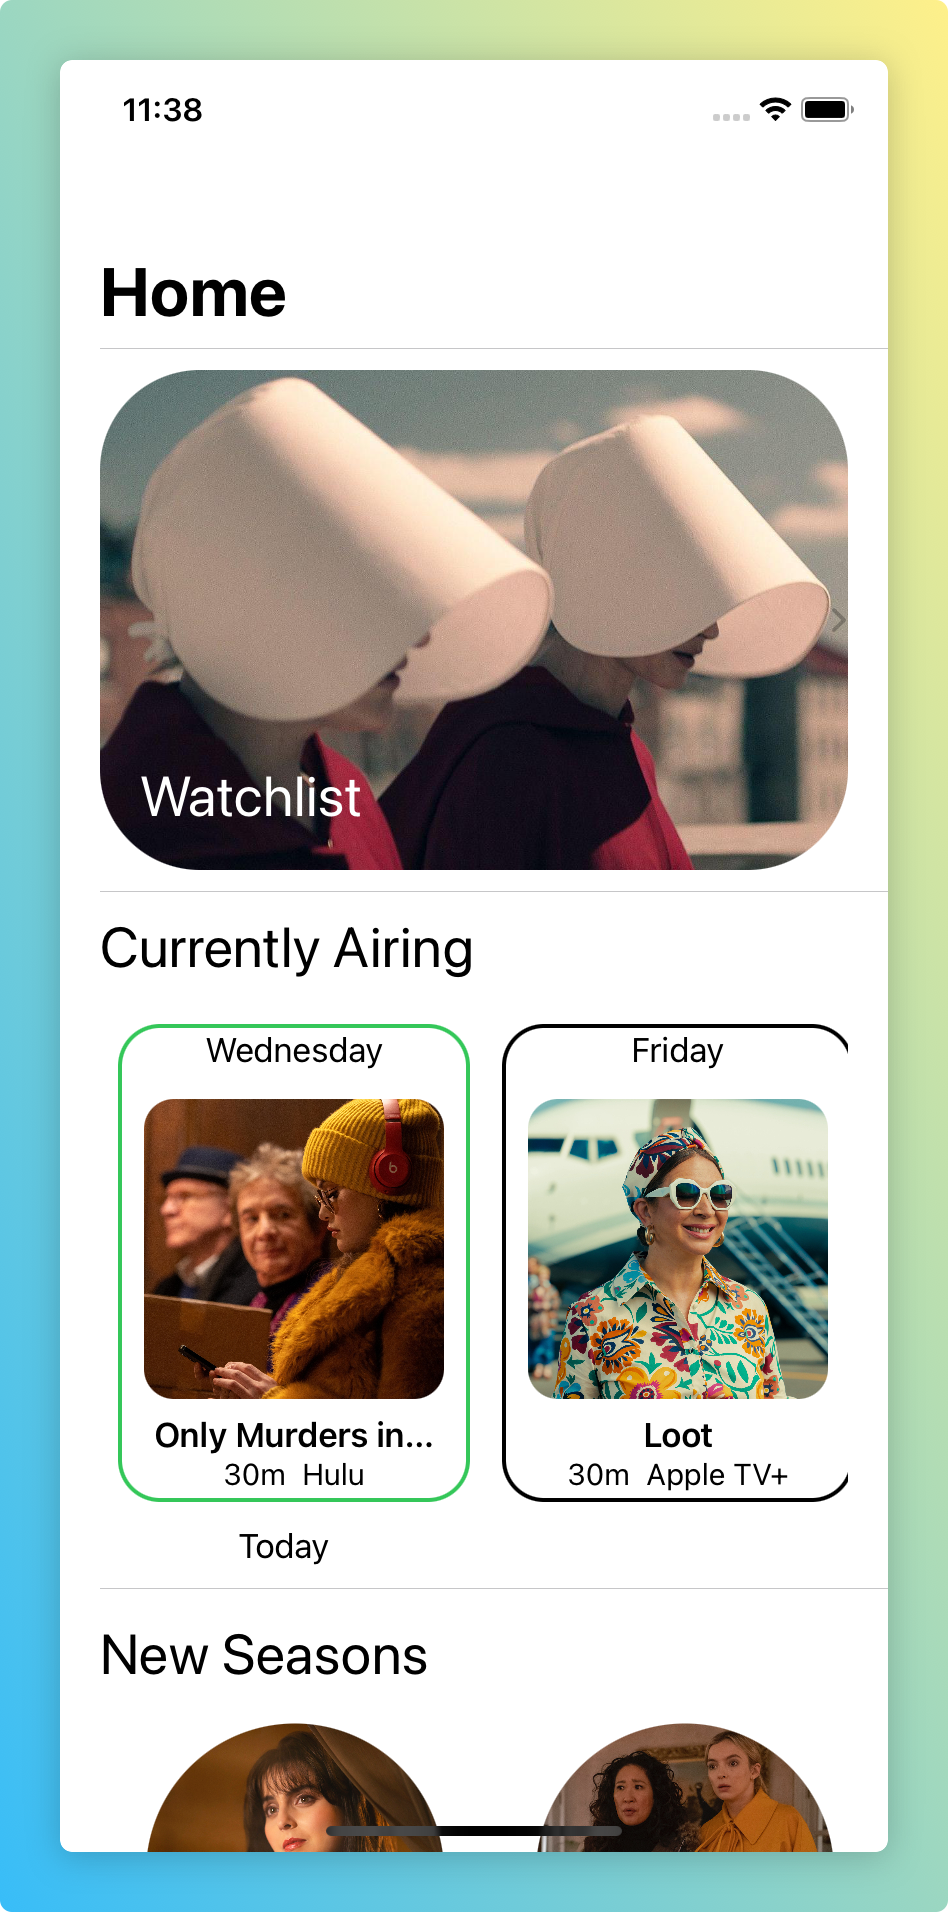 11:38
Home
Watchlist
Currently Airing
Wednesday
Friday
Only Murders in...
Loot
30m Hulu
30m Apple TV+
Today
New Seasons